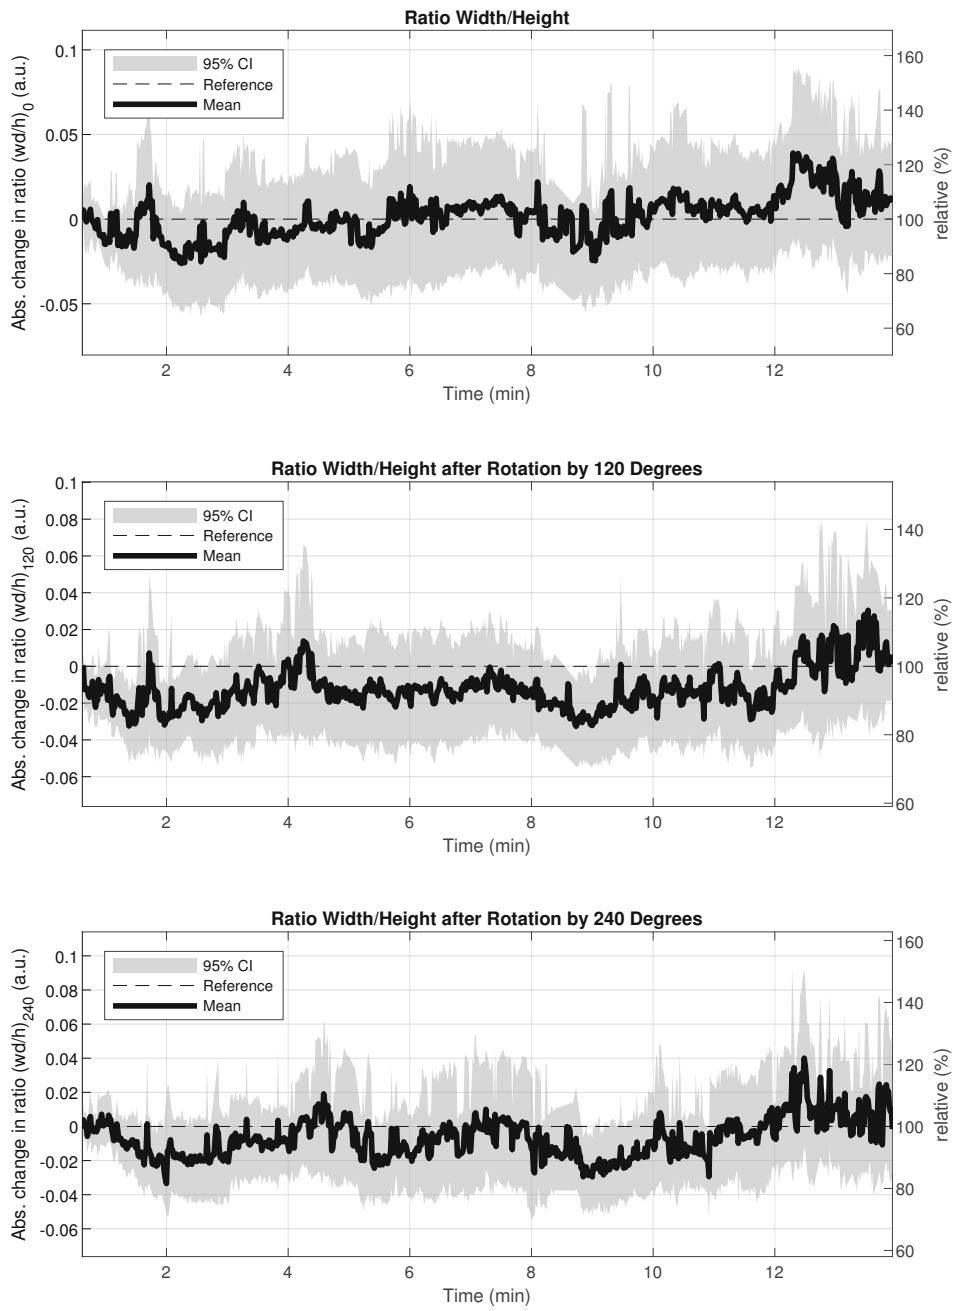 Ratio Width/Height
Abs. change in ratio (wd/h)0 (a.u.)
0.1
0.05
0
-0.05
95% CI
Reference
Mean
160
140
120
100
80
60
relative (%)
2 4 6 8 10 12
Time (min)
Ratio Width/Height after Rotation by 120 Degrees
Abs. change in ratio (wd/h)120 (a.u.)
0.1
0.08
0.06
0.04
0.02
0
-0.02
-0.04
-0.06
95% CI
Reference
Mean
140
120
100
80
60
relative (%)
2 4 6 8 10 12
Time (min)
Ratio Width/Height after Rotation by 240 Degrees
Abs. change in ratio (wd/h)240 (a.u.)
0.1
0.08
0.06
0.04
0.02
0
-0.02
-0.04
-0.06
95% CI
Reference
Mean
160
140
120
100
80
60
relative (%)
2 4 6 8 10 12
Time (min)